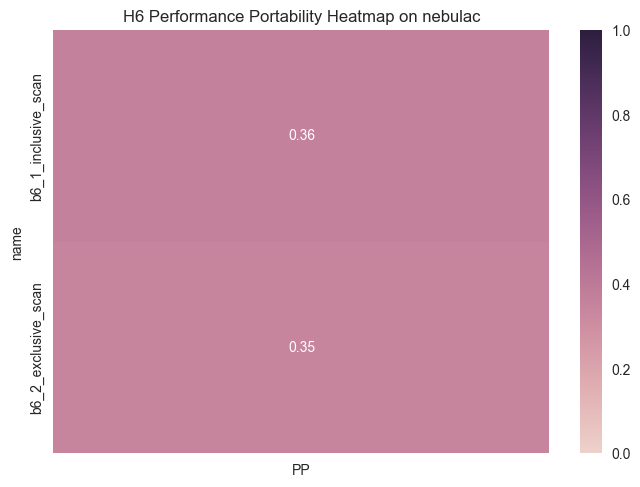 H6 Performance Portability Heatmap on nebulac
name
b6_1_inclusive_scan
b6_2_exclusive_scan
0.36
0.35
PP
1.0
0.8
0.6
0.4
0.2
0.0